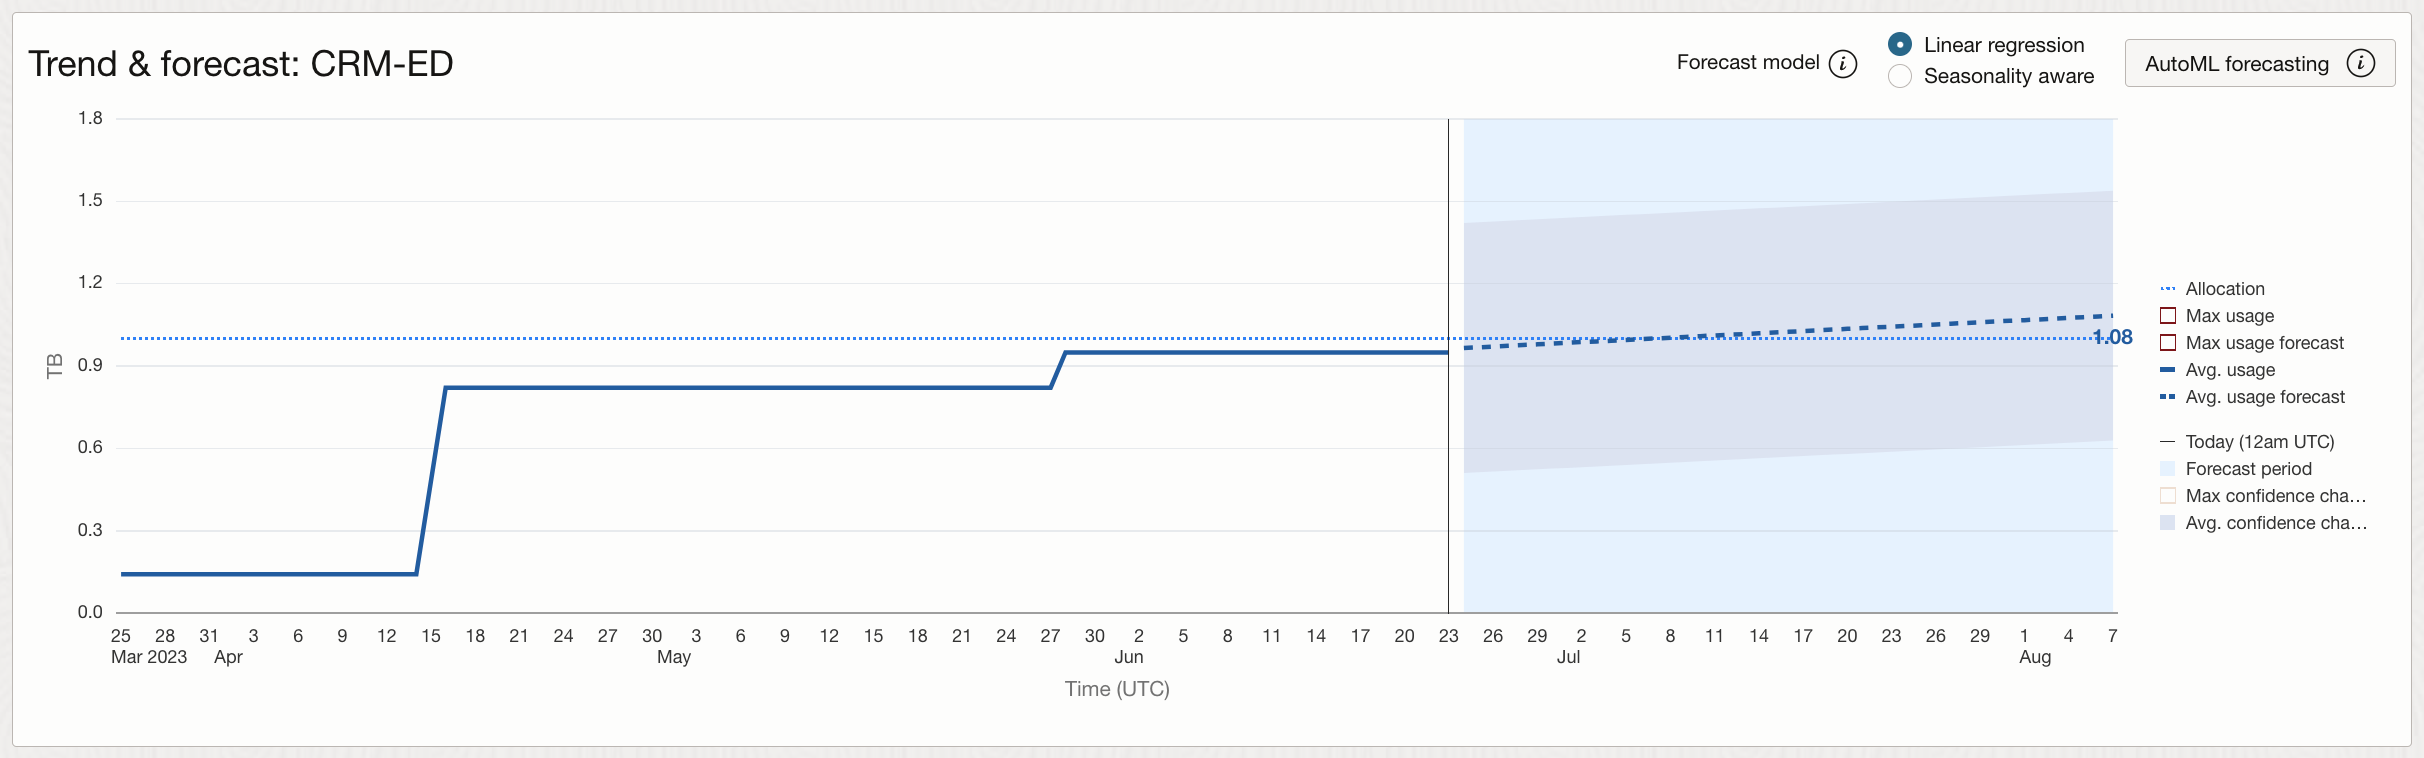 Trend & forecast: CRM-ED
Forecast model i
Linear regression
Seasonality aware
AutoML forecasting i
1.8
1.5
1.2
0.9
0.6
0.3
0.0
TB
1.08
25 28 31 3 6 9 12 15 18 21 24 27 30 3 6 9 12 15 18 21 24 27 30 2 5 8 11 14 17 20 23 26 29 2 5 8 11 14 17 20 23 26 29 1 4 7
Mar 2023 Apr May Jun Jul Aug
Time (UTC)
Allocation
Max usage
Max usage forecast
Avg. usage
Avg. usage forecast
Today (12am UTC)
Forecast period
Max confidence cha...
Avg. confidence cha...